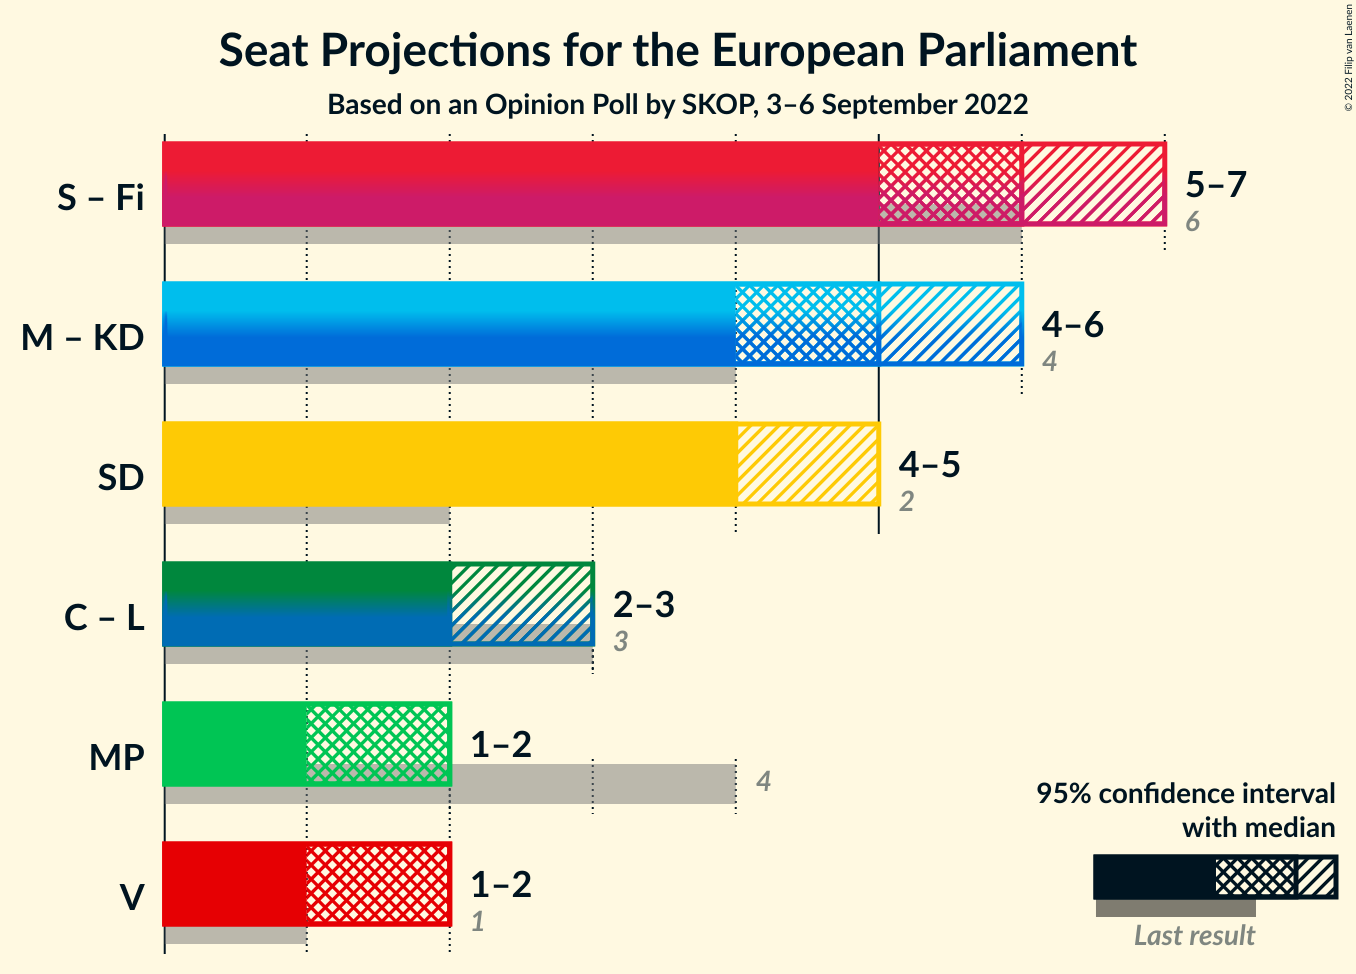 Seat Projections for the European Parliament
Based on an Opinion Poll by SKOP, 3–6 September 2022
© 2022 Filip van Laenen
S – Fi
5–7
6
M – KD
4–6
4
SD
4–5
2
C – L
2–3
3
MP
1–2
4
V
1–2
1
95% confidence interval
with median
Last result